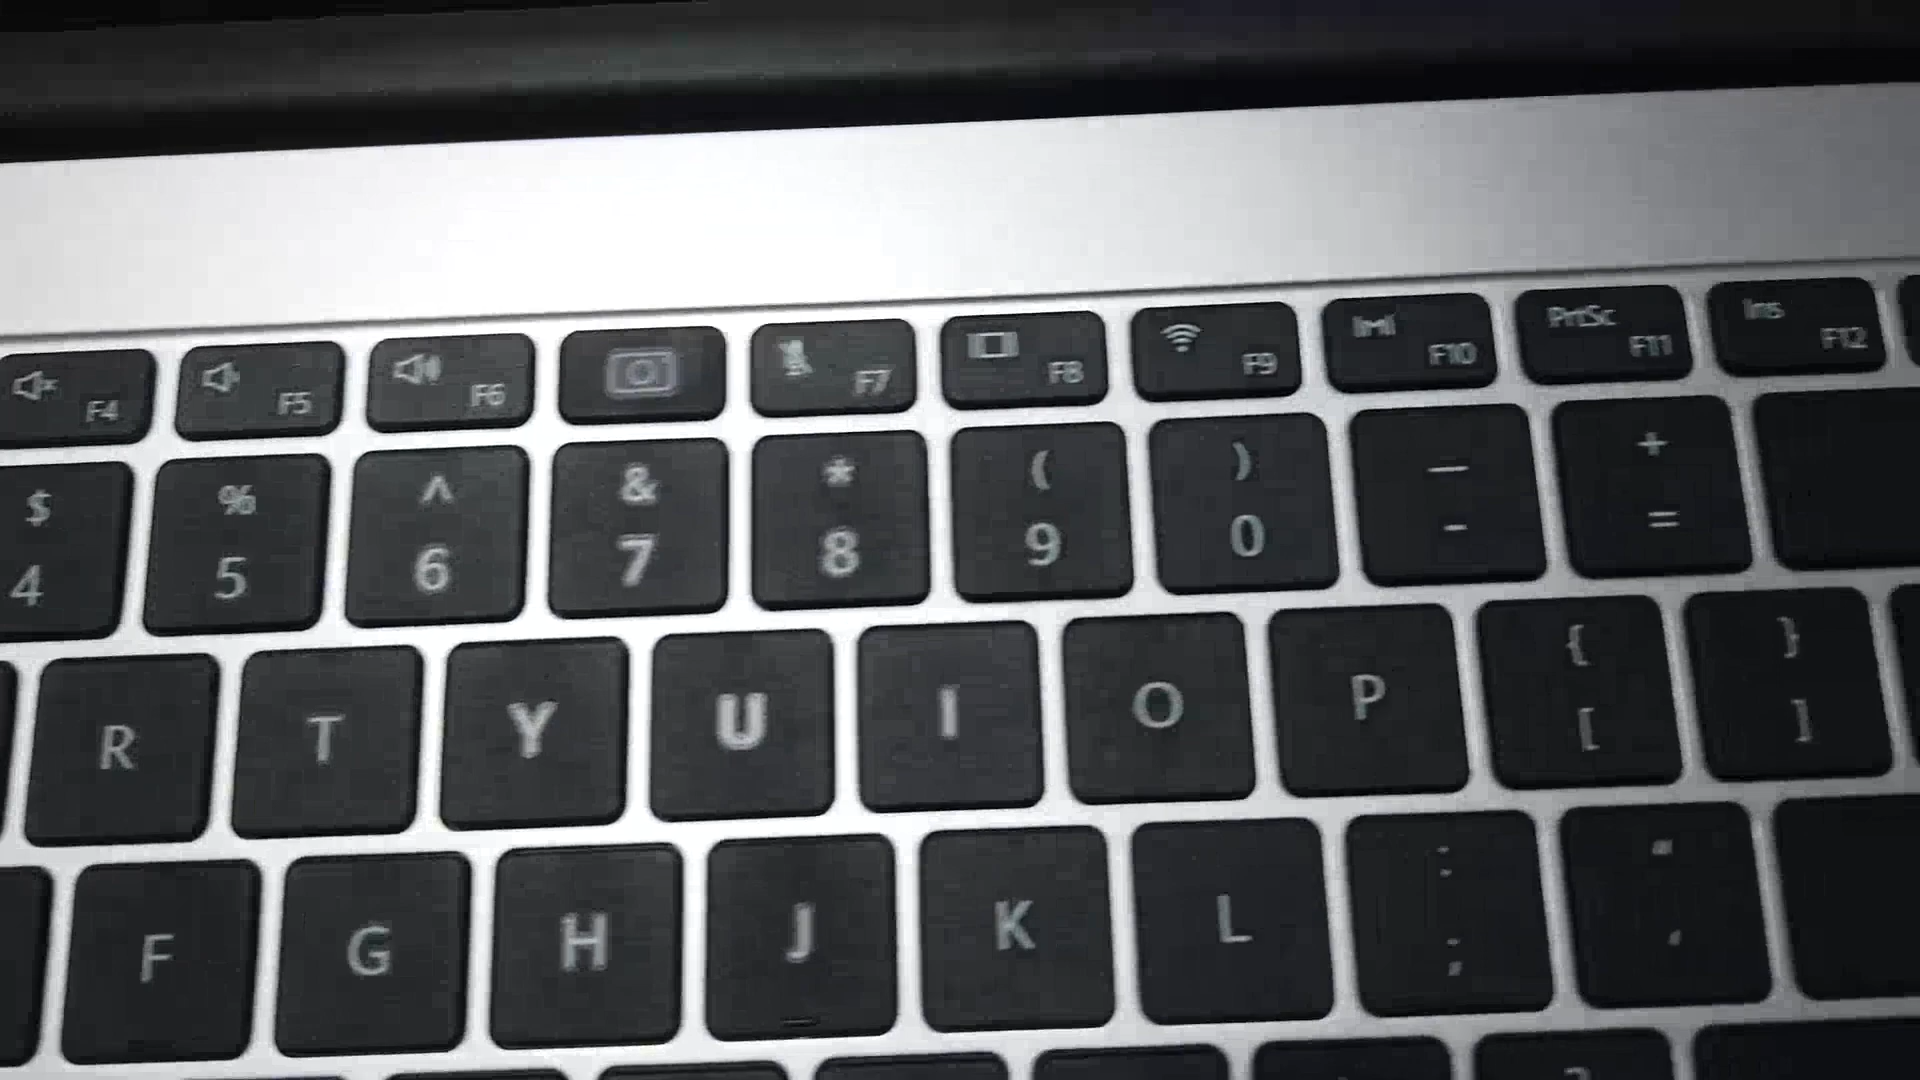 F4 F5 F6 F7 F8 F9 F10 PrtSc F11 Ins F12
$ % ^ & * ( ) — +
4 5 6 7 8 9 0 - =
R T Y U I O P { }
[ ]
F G H J K L : "
; '